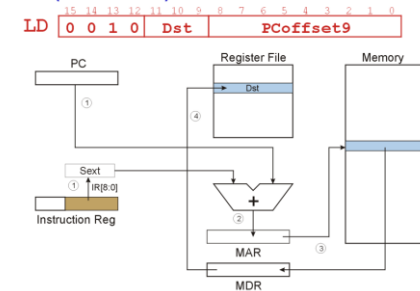 15 14 13 12 11 10 9 8 7 6 5 4 3 2 1 0
LD 0 0 1 0 Dst PCoffset9
PC
Register File
Memory
①
Dst
④
Sext
①
IR[8:0]
+
Instruction Reg
②
MAR
③
MDR